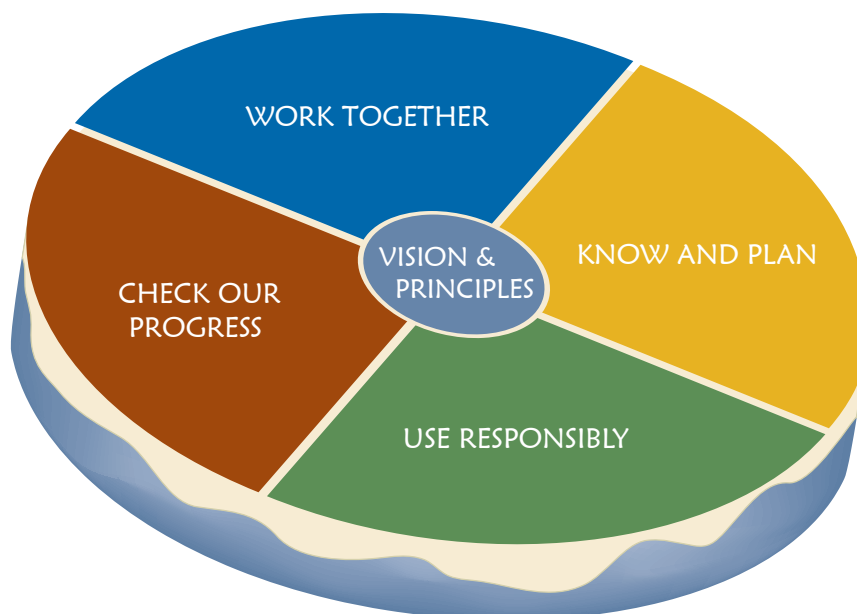 WORK TOGETHER
KNOW AND PLAN
VISION &
PRINCIPLES
CHECK OUR
PROGRESS
USE RESPONSIBLY